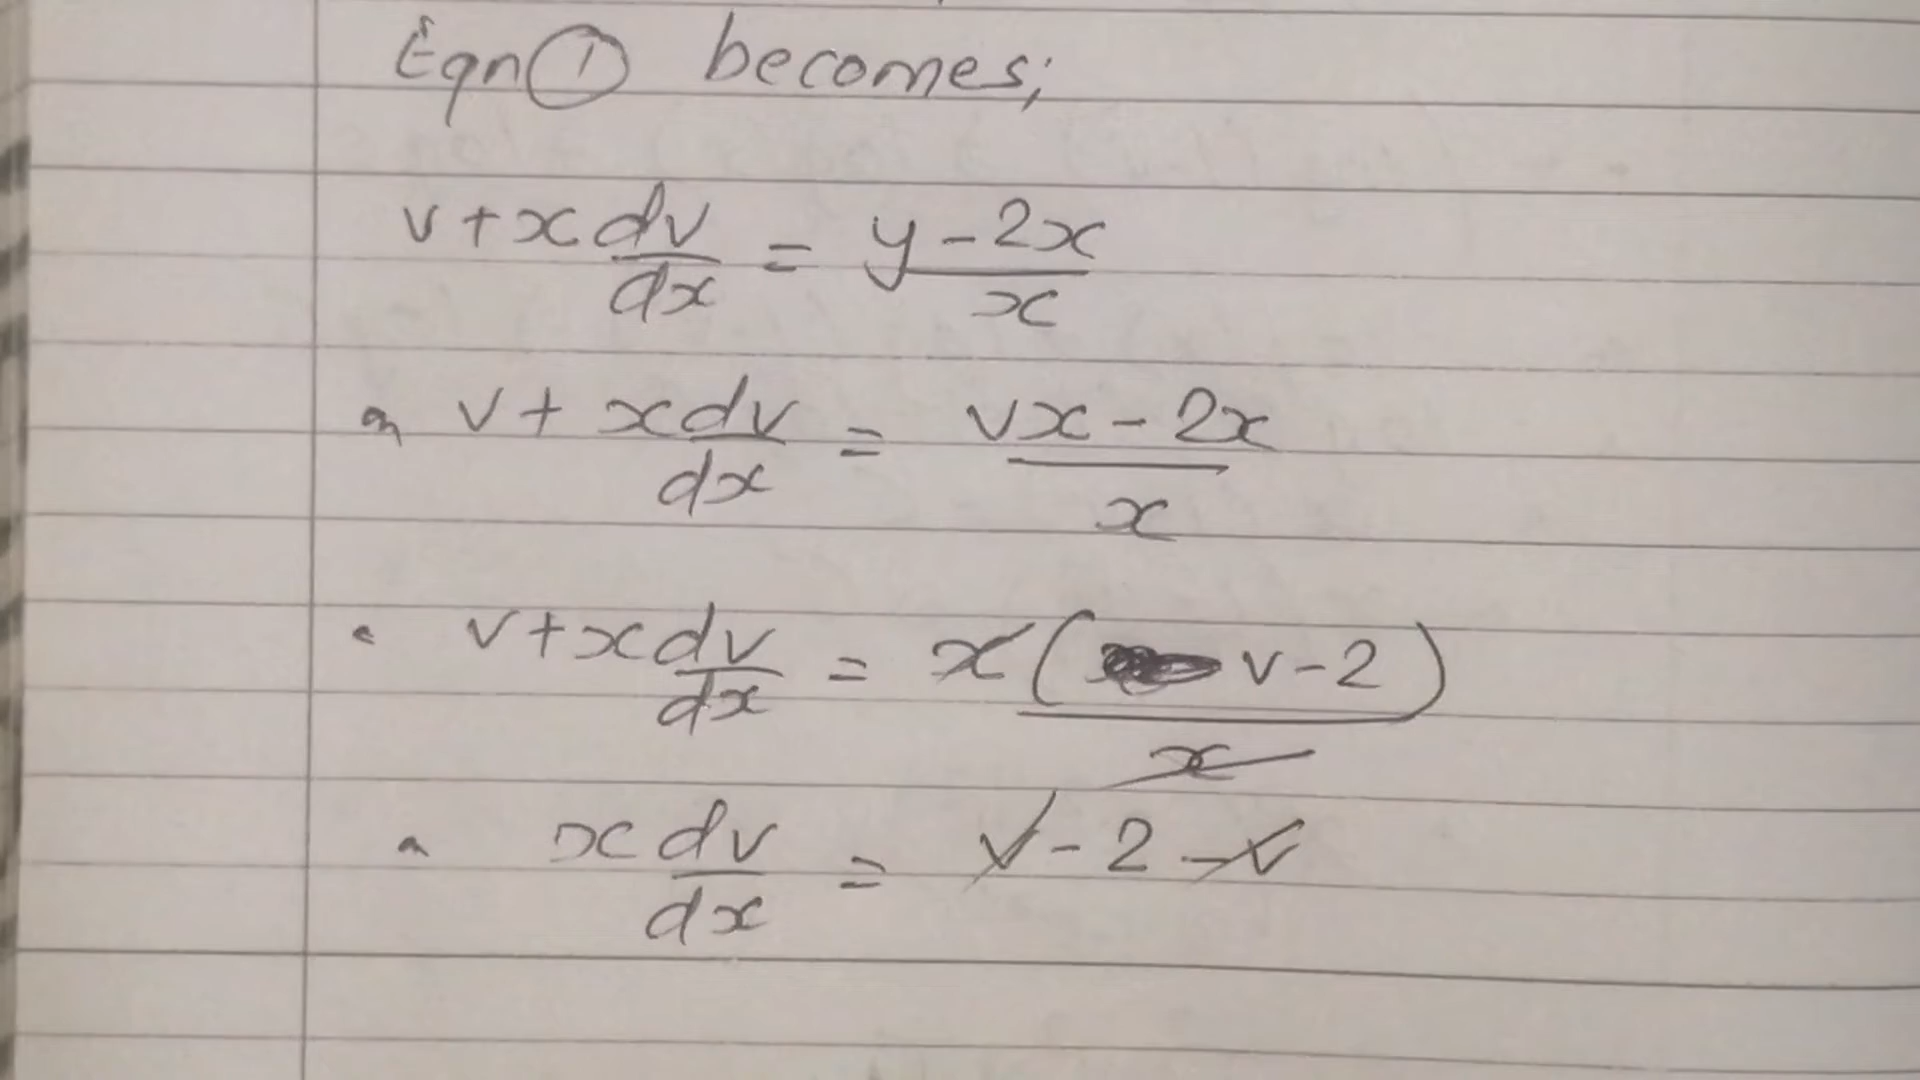 Eqn ① becomes;
v + x dv/dx = y - 2x / x
v + x dv/dx = vx - 2x / x
v + x dv/dx = x( v - 2 ) / x
x dv/dx = v - 2 - v